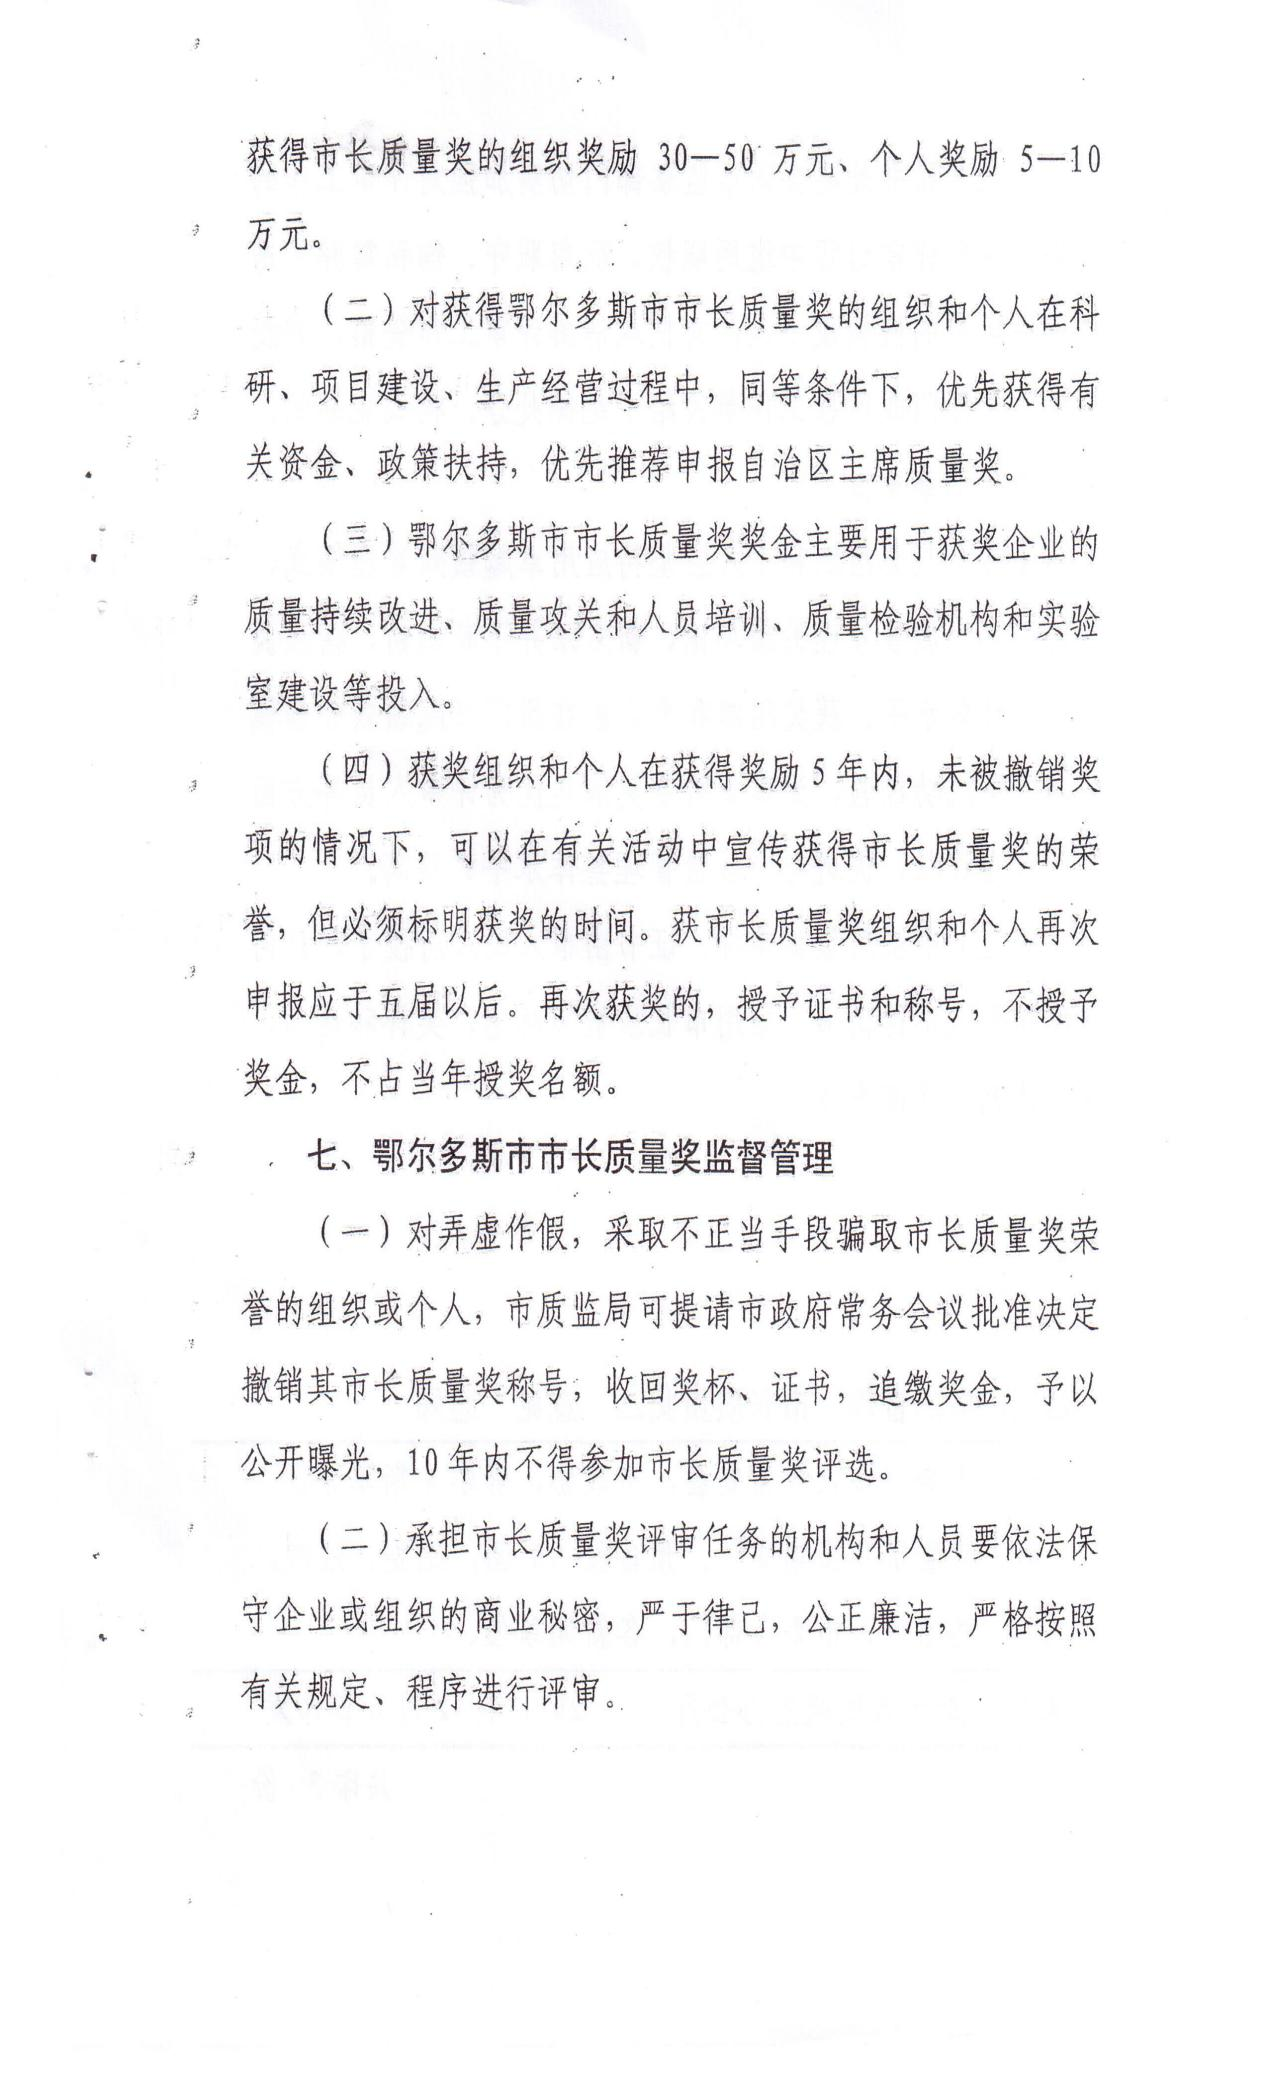 获得市长质量奖的组织奖励 30—50 万元、个人奖励 5—10
万元。
（二）对获得鄂尔多斯市市长质量奖的组织和个人在科
研、项目建设、生产经营过程中，同等条件下，优先获得有
关资金、政策扶持，优先推荐申报自治区主席质量奖。
（三）鄂尔多斯市市长质量奖奖金主要用于获奖企业的
质量持续改进、质量攻关和人员培训、质量检验机构和实验
室建设等投入。
（四）获奖组织和个人在获得奖励 5 年内，未被撤销奖
项的情况下，可以在有关活动中宣传获得市长质量奖的荣
誉，但必须标明获奖的时间。获市长质量奖组织和个人再次
申报应于五届以后。再次获奖的，授予证书和称号，不授予
奖金，不占当年授奖名额。
七、鄂尔多斯市市长质量奖监督管理
（一）对弄虚作假，采取不正当手段骗取市长质量奖荣
誉的组织或个人，市质监局可提请市政府常务会议批准决定
撤销其市长质量奖称号，收回奖杯、证书，追缴奖金，予以
公开曝光，10 年内不得参加市长质量奖评选。
（二）承担市长质量奖评审任务的机构和人员要依法保
守企业或组织的商业秘密，严于律己，公正廉洁，严格按照
有关规定、程序进行评审。